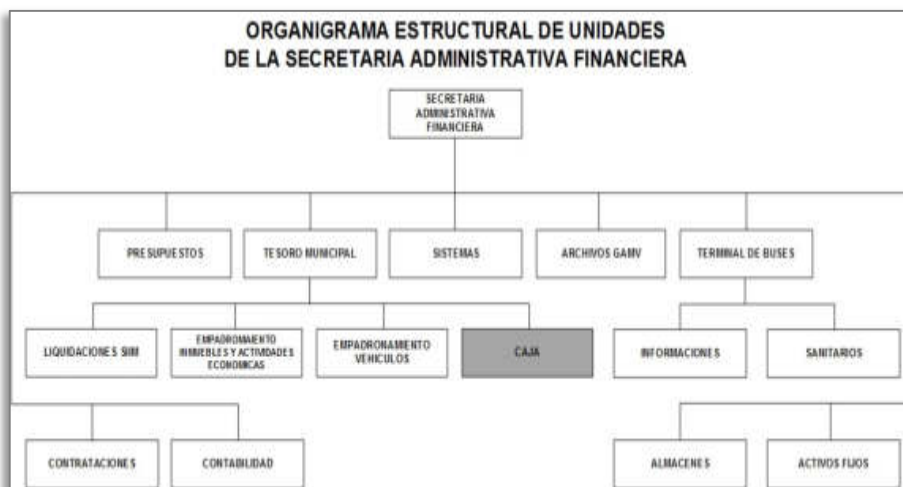 ORGANIGRAMA ESTRUCTURAL DE UNIDADES
DE LA SECRETARIA ADMINISTRATIVA FINANCIERA
SECRETARIA
ADMINISTRATIVA
FINANCIERA
PRESUPUESTOS
TESORO MUNICIPAL
SISTEMAS
ARCHIVOS GAMV
TERMINAL DE BUSES
LIQUIDACIONES SIIM
EMPADROMAIENTO
INMUEBLES Y ACTIVIDADES
ECONOMICAS
EMPADRONAMIENTO
VEHICULOS
CAJA
INFORMACIONES
SANITARIOS
CONTRATACIONES
CONTABILIDAD
ALMACENES
ACTIVOS FIJOS